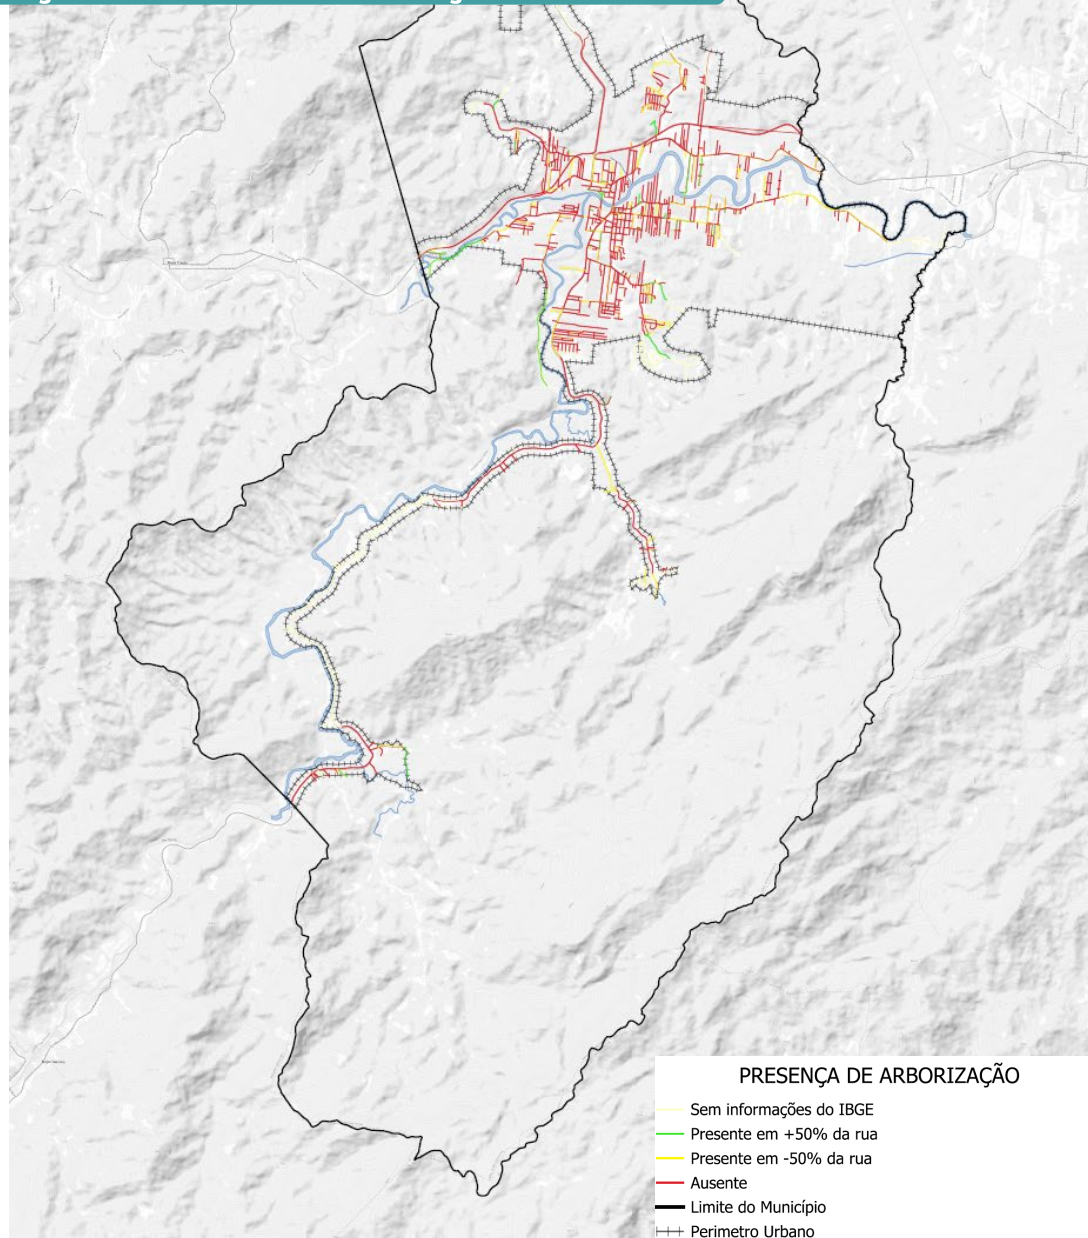 PRESENÇA DE ARBORIZAÇÃO
Sem informações do IBGE
Presente em +50% da rua
Presente em -50% da rua
Ausente
Limite do Município
Perimetro Urbano